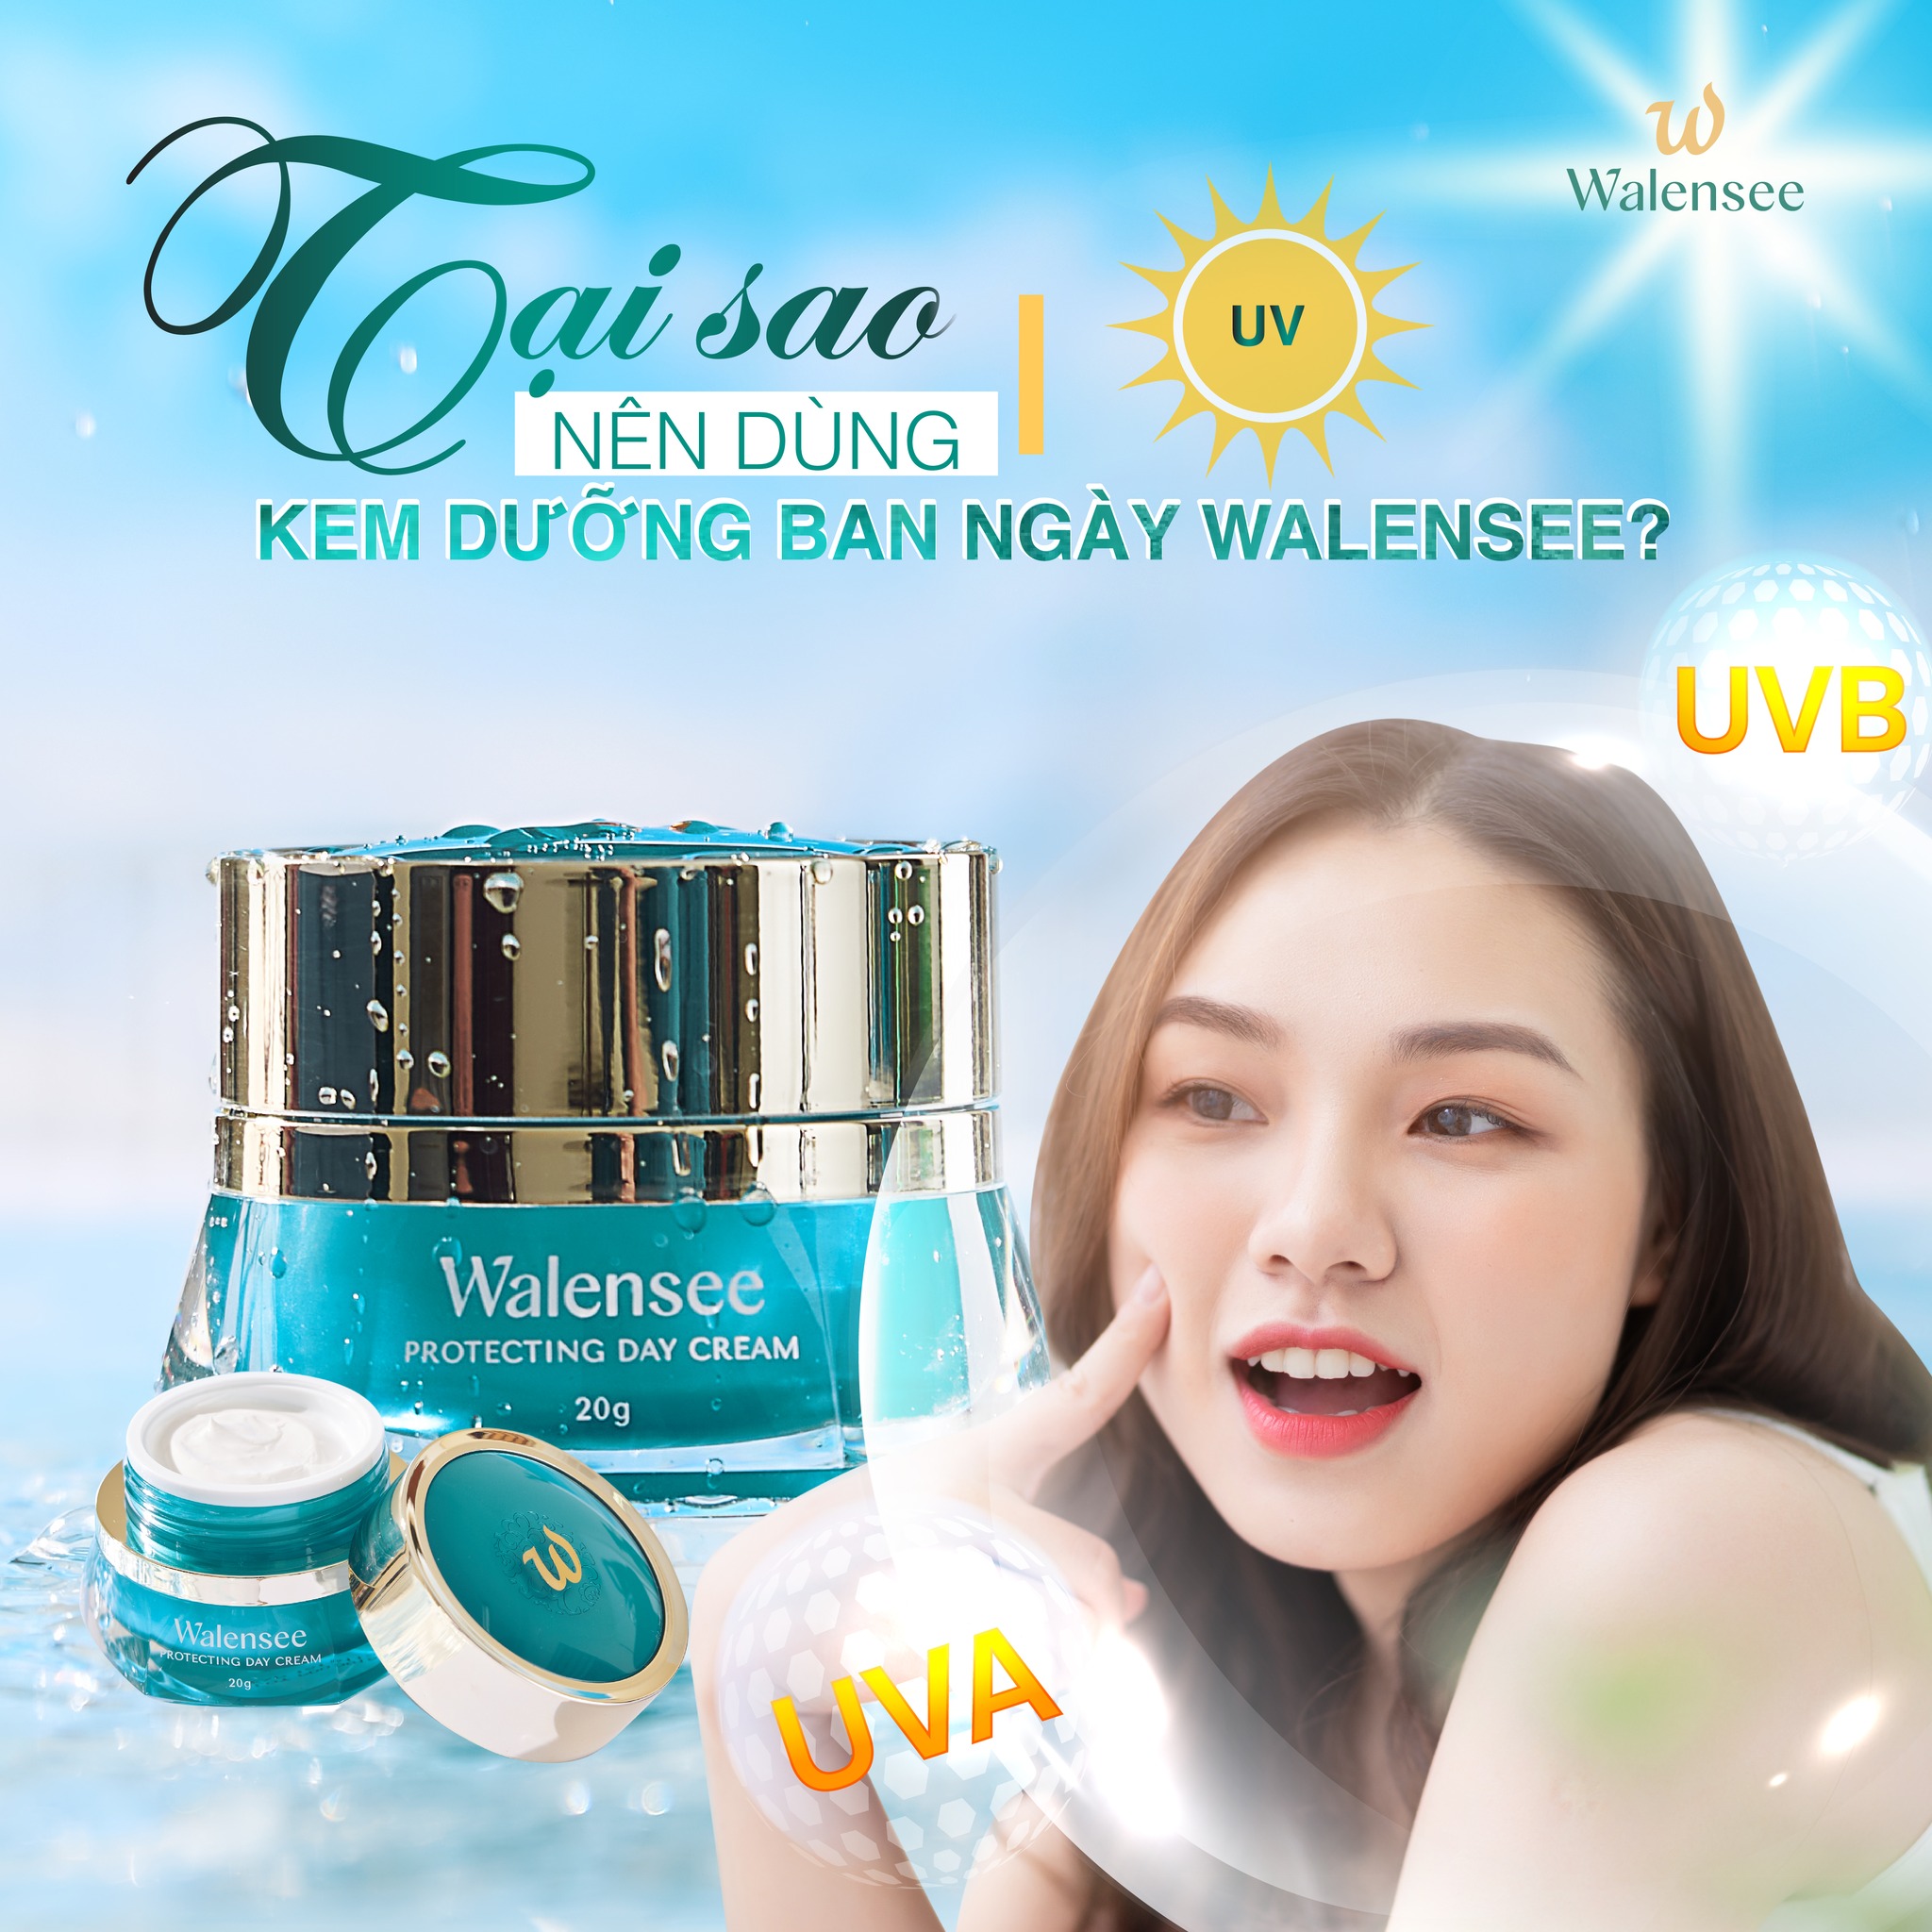 w
Walensee
Tại sao
NÊN DÙNG
UV
KEM DƯỠNG BAN NGÀY WALENSEE?
UVB
Walensee
PROTECTING DAY CREAM
20g
w
Walensee
PROTECTING DAY CREAM
20g
UVA